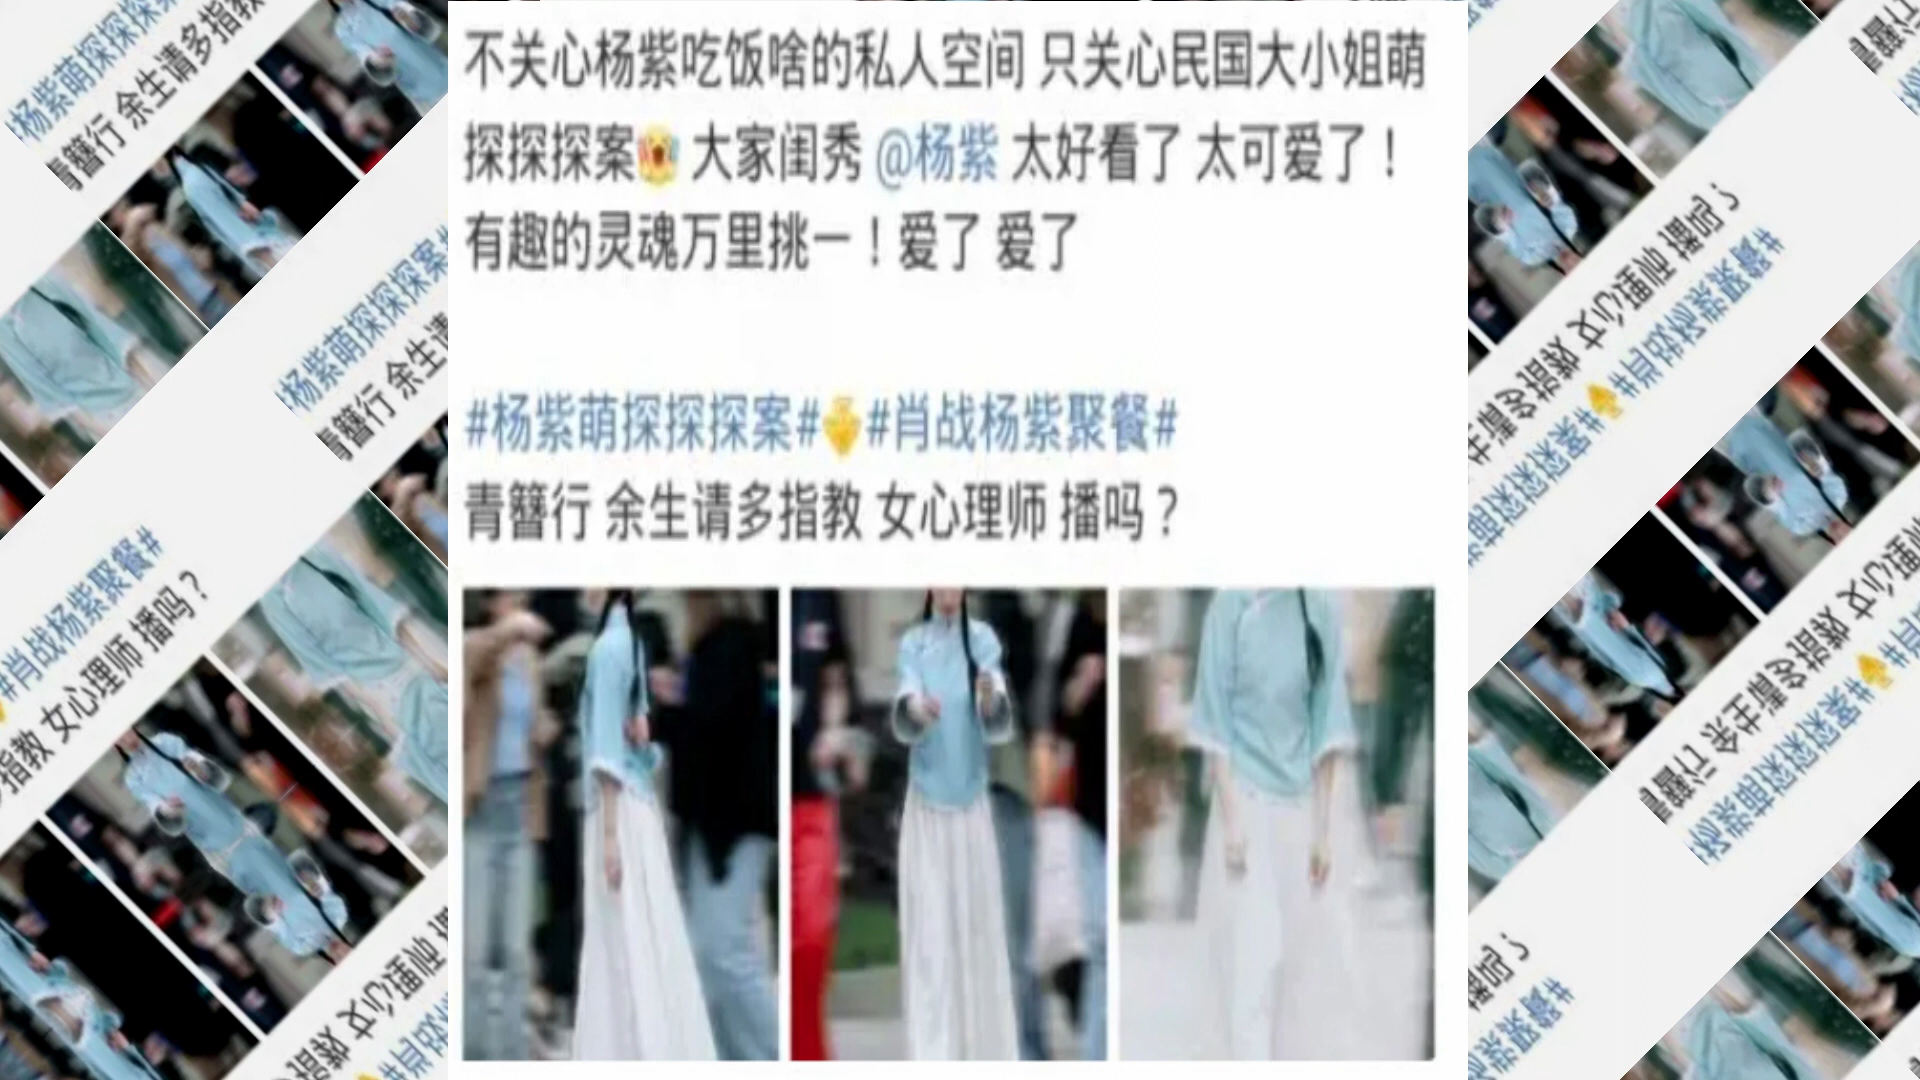 不关心杨紫吃饭啥的私人空间 只关心民国大小姐萌
探探探案 大家闺秀 @杨紫 太好看了 太可爱了！
有趣的灵魂万里挑一！爱了 爱了
#杨紫萌探探探案# #肖战杨紫聚餐#
青簪行 余生请多指教 女心理师 播吗？